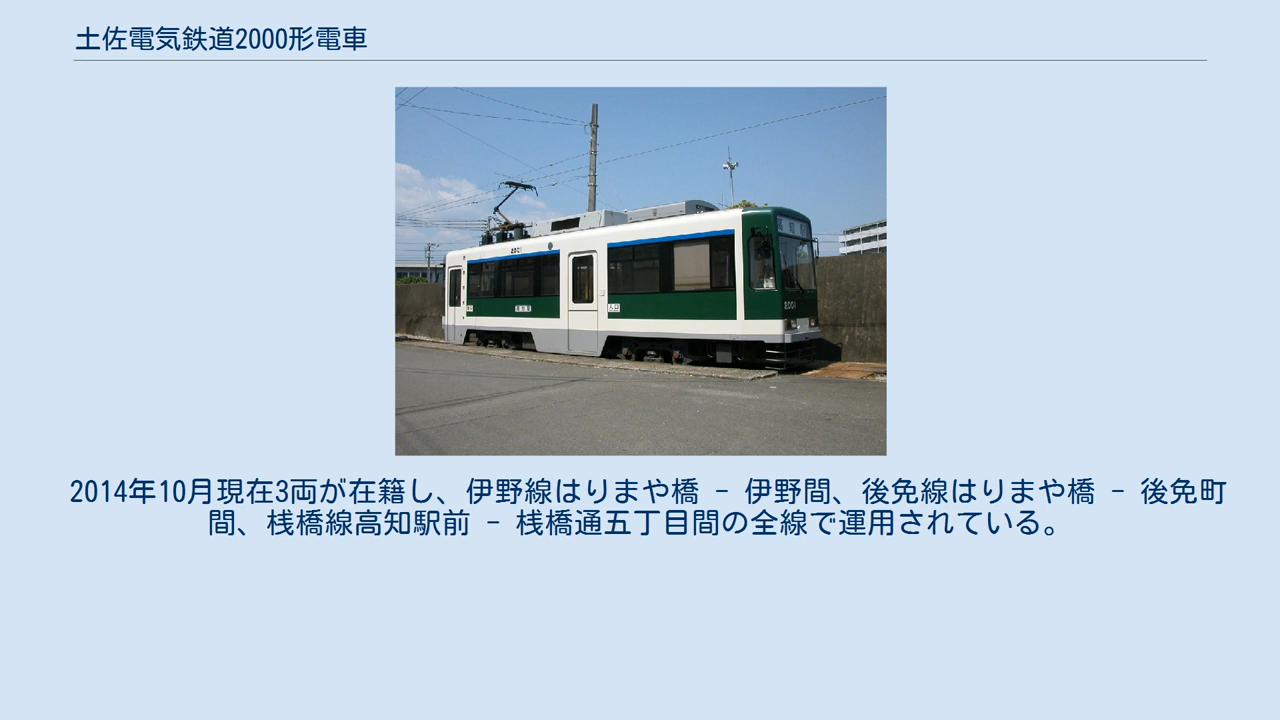 土佐電気鉄道2000形電車
2001
2001
入口
2014年10月現在3両が在籍し、伊野線はりまや橋 - 伊野間、後免線はりまや橋 - 後免町
間、桟橋線高知駅前 - 桟橋通五丁目間の全線で運用されている。